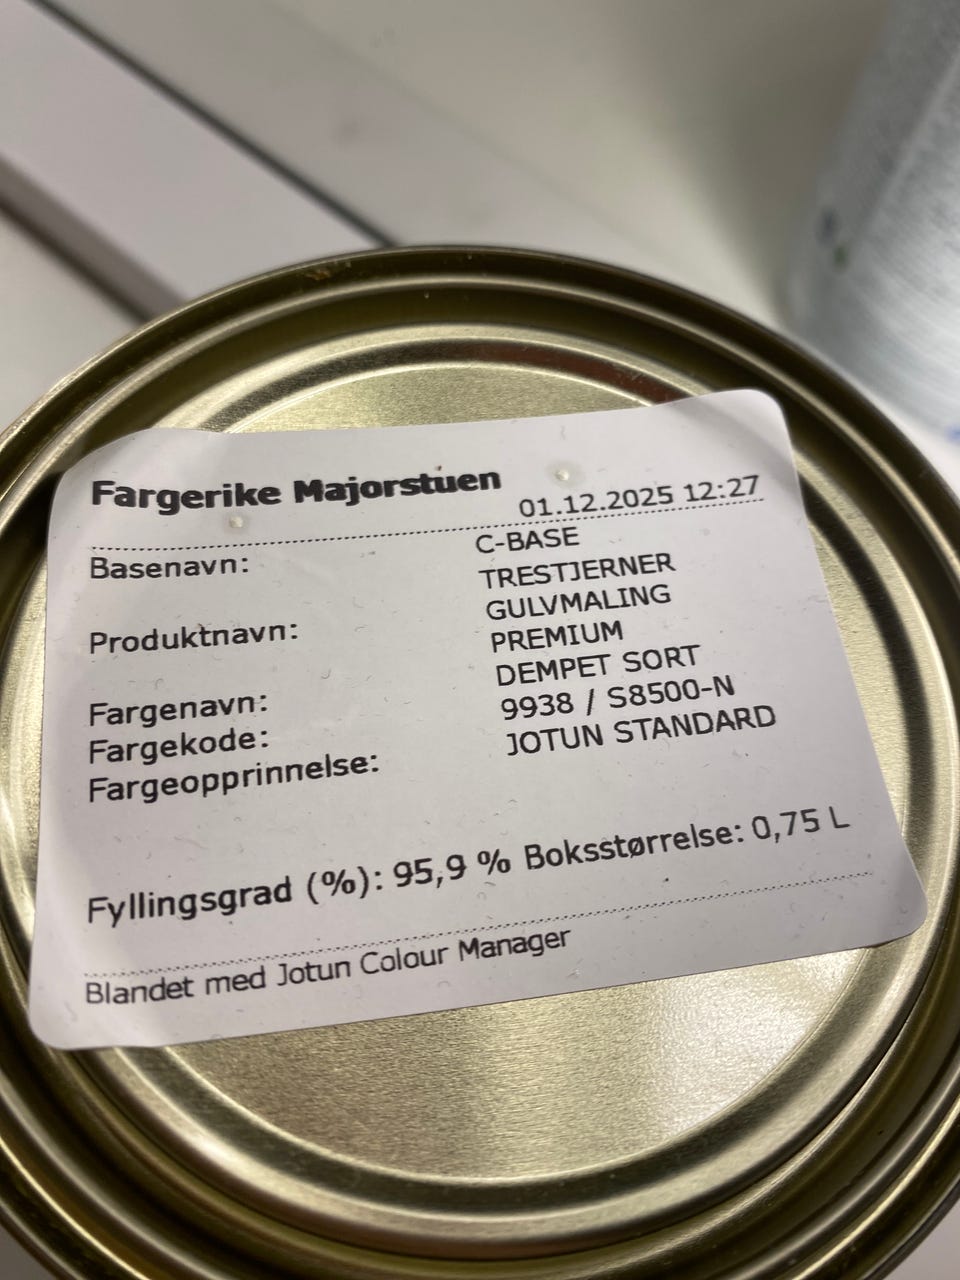 Fargerike Majorstuen
01.12.2025 12:27
Basenavn: C-BASE
TRESTJERNER
Produktnavn: GULVMALING
PREMIUM
Fargenavn: DEMPET SORT
Fargekode: 9938 / S8500-N
Fargeopprinnelse: JOTUN STANDARD
Fyllingsgrad (%): 95,9 % Boksstørrelse: 0,75 L
Blandet med Jotun Colour Manager